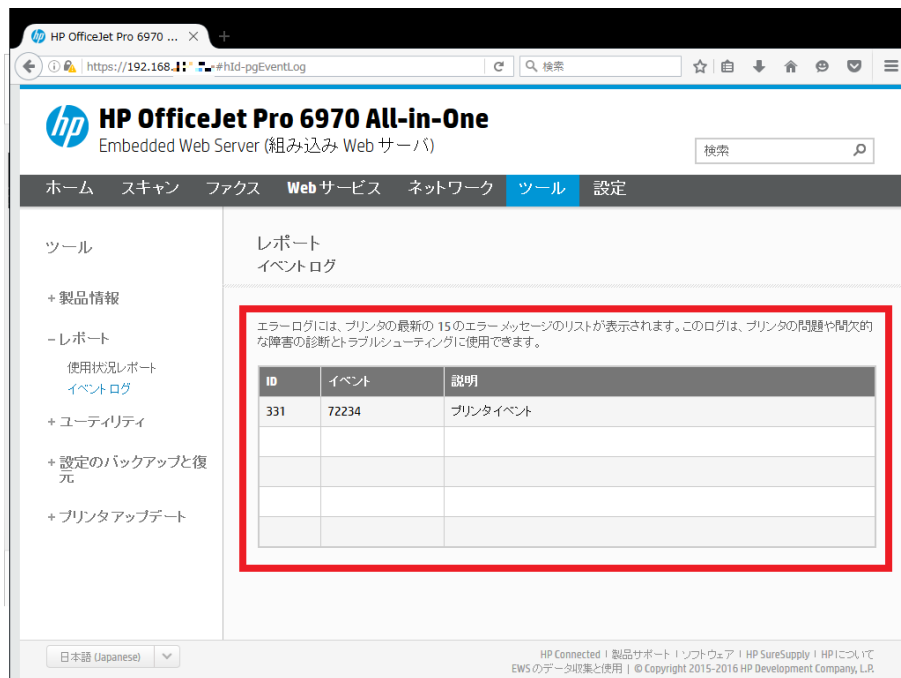 HP OfficeJet Pro 6970 ...
https://192.168. #hId-pgEventLog
検索
hp
HP OfficeJet Pro 6970 All-in-One
Embedded Web Server (組み込み Web サーバ)
検索
ホーム スキャン ファクス Webサービス ネットワーク ツール 設定
ツール
+ 製品情報
- レポート
使用状況レポート
イベントログ
+ ユーティリティ
+ 設定のバックアップと復
元
+ プリンタ アップデート
レポート
イベントログ
エラーログには、プリンタの最新の 15のエラー メッセージのリストが表示されます。このログは、プリンタの問題や間欠的
な障害の診断とトラブルシューティングに使用できます。
ID イベント 説明
331 72234 プリンタイベント
日本語 (Japanese)
HP Connected | 製品サポート | ソフトウェア | HP SureSupply | HPについて
EWSのデータ収集と使用 | © Copyright 2015-2016 HP Development Company, L.P.